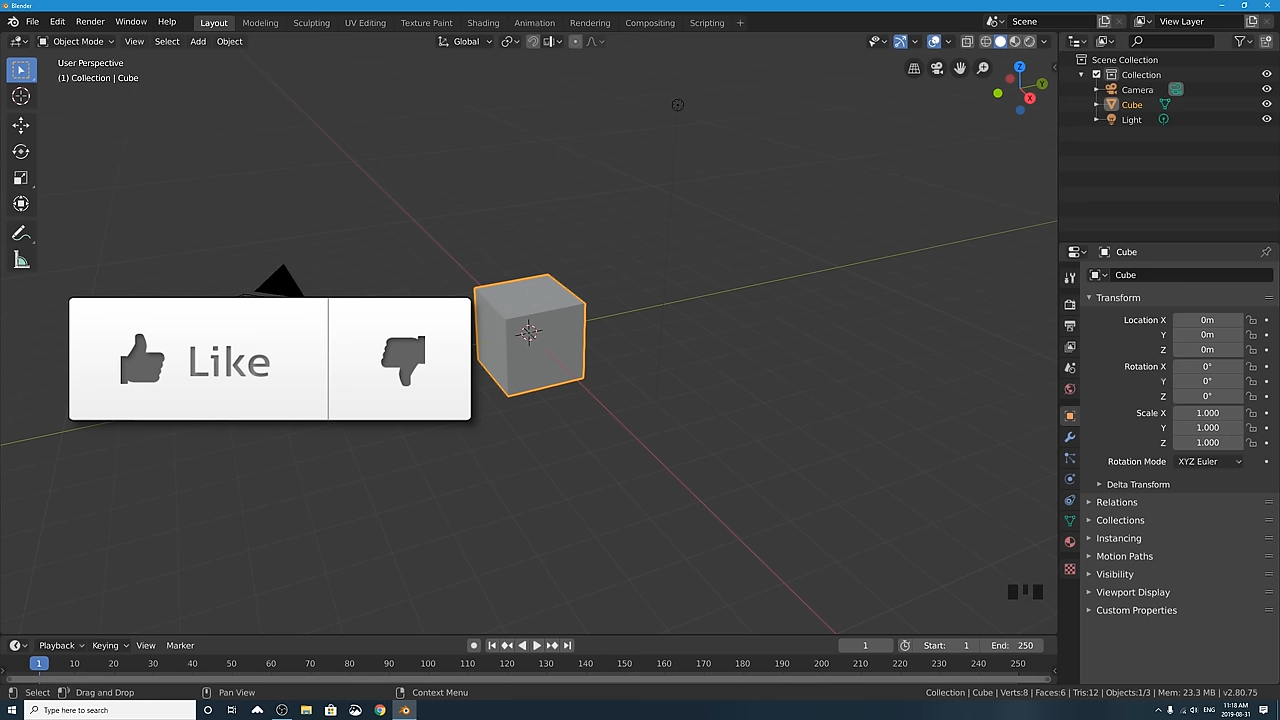 Blender
File Edit Render Window Help Layout Modeling Sculpting UV Editing Texture Paint Shading Animation Rendering Compositing Scripting + Scene View Layer
Object Mode View Select Add Object Global
User Perspective
(1) Collection | Cube
Z
Y
X
Scene Collection
Collection
Camera
Cube
Light
Like
Cube
Cube
Transform
Location X 0m
Y 0m
Z 0m
Rotation X 0°
Y 0°
Z 0°
Scale X 1.000
Y 1.000
Z 1.000
Rotation Mode XYZ Euler
Delta Transform
Relations
Collections
Instancing
Motion Paths
Visibility
Viewport Display
Custom Properties
Playback Keying View Marker 1 Start: 1 End: 250
1 10 20 30 40 50 60 70 80 90 100 110 120 130 140 150 160 170 180 190 200 210 220 230 240 250
Select Drag and Drop Pan View Context Menu Collection | Cube | Verts:8 | Faces:6 | Tris:12 | Objects:1/3 | Mem: 23.3 MB | v2.80.75
Type here to search ENG 11:18 AM
2019-08-31